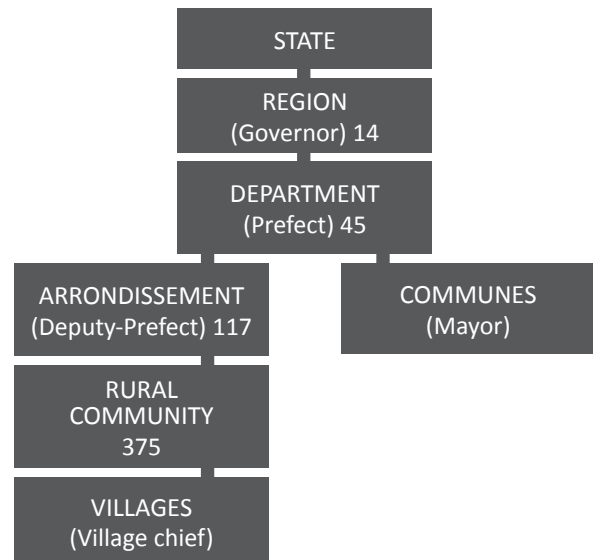 STATE
REGION
(Governor) 14
DEPARTMENT
(Prefect) 45
ARRONDISSEMENT
(Deputy-Prefect) 117
COMMUNES
(Mayor)
RURAL
COMMUNITY
375
VILLAGES
(Village chief)